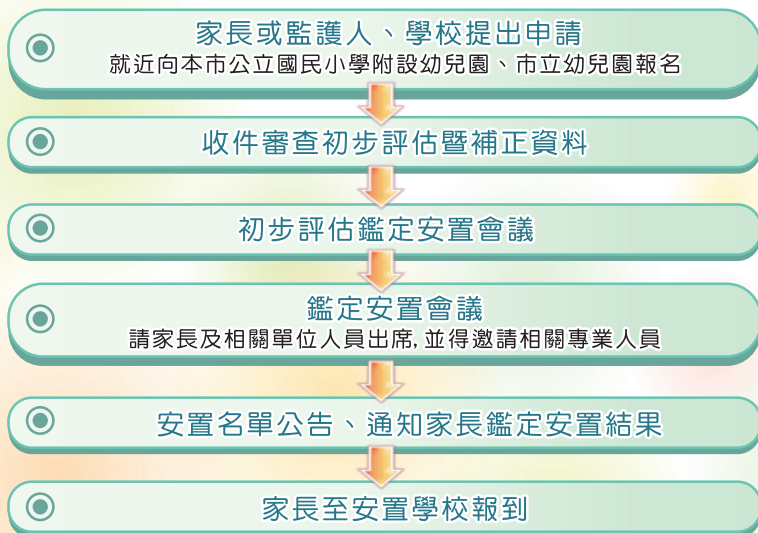 家長或監護人、學校提出申請
就近向本市公立國民小學附設幼兒園、市立幼兒園報名
收件審查初步評估暨補正資料
初步評估鑑定安置會議
鑑定安置會議
請家長及相關單位人員出席,並得邀請相關專業人員
安置名單公告、通知家長鑑定安置結果
家長至安置學校報到